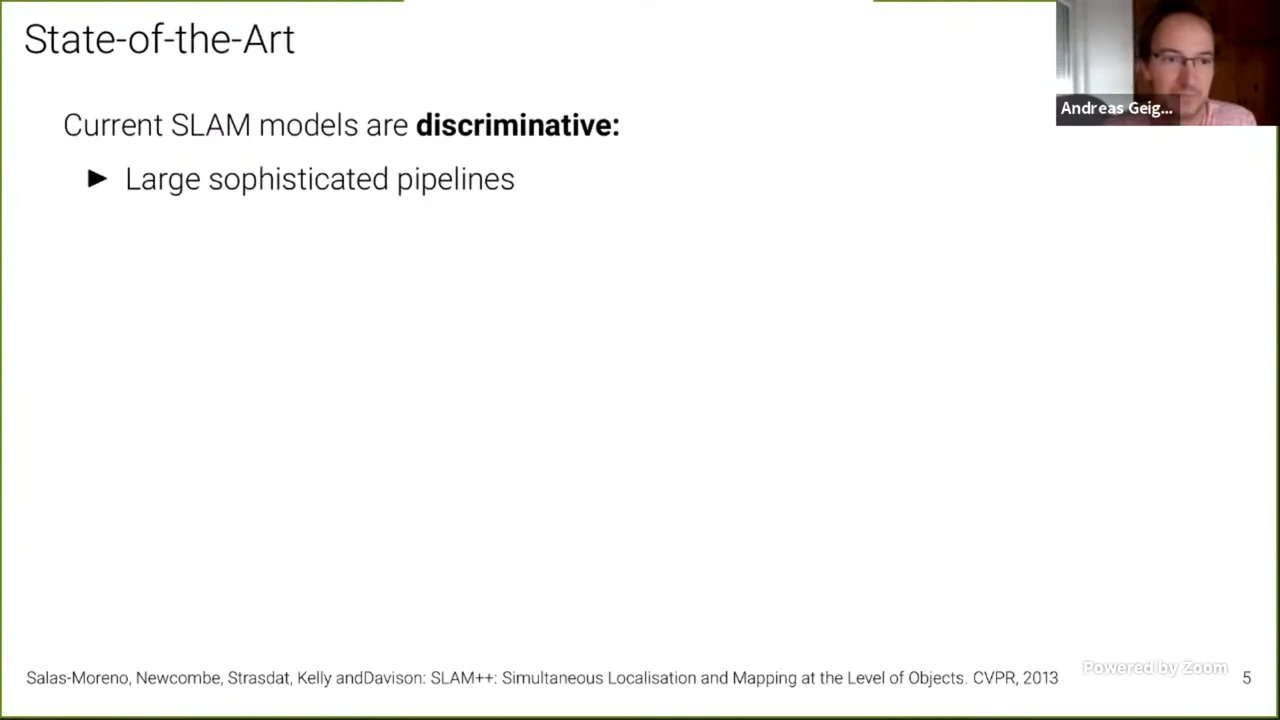 State-of-the-Art
Andreas Geig...
Current SLAM models are discriminative:
► Large sophisticated pipelines
Salas-Moreno, Newcombe, Strasdat, Kelly andDavison: SLAM++: Simultaneous Localisation and Mapping at the Level of Objects. CVPR, 2013
Powered by Zoom
5